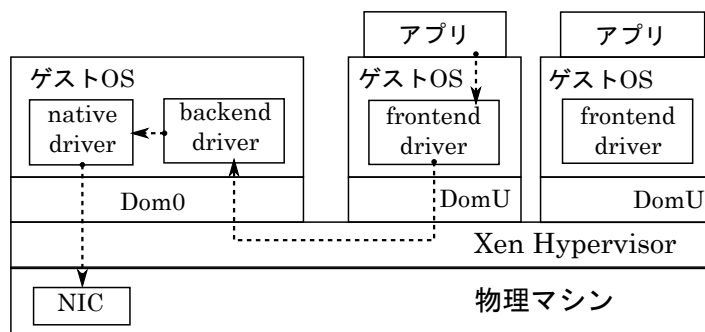 アプリ
アプリ
ゲストOS
ゲストOS
ゲストOS
native
driver
backend
driver
frontend
driver
frontend
driver
Dom0
DomU
DomU
Xen Hypervisor
NIC
物理マシン